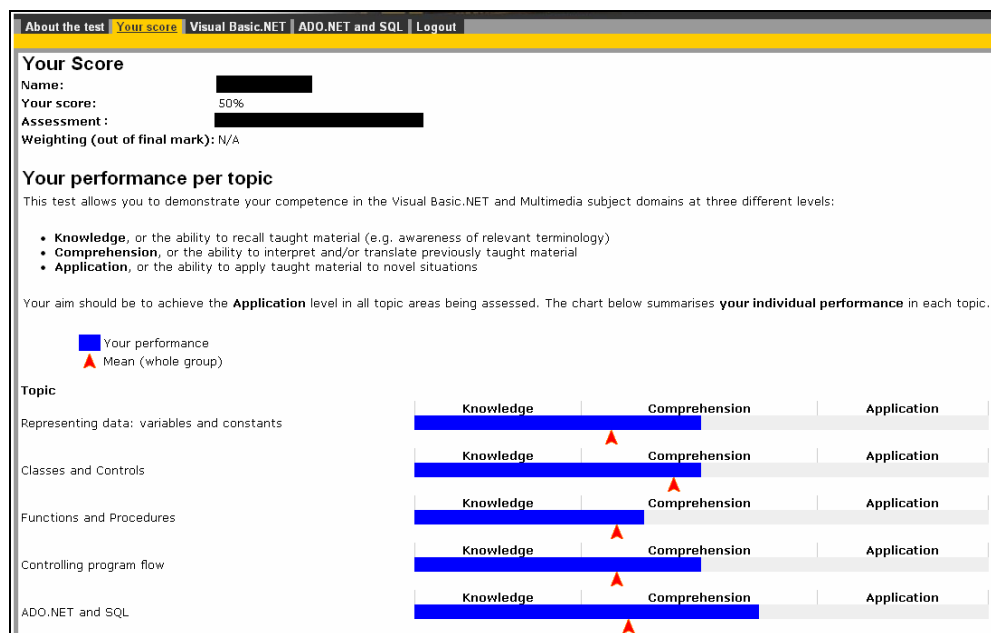 About the test Your score Visual Basic.NET ADO.NET and SQL Logout
Your Score
Name:
Your score: 50%
Assessment :
Weighting (out of final mark): N/A
Your performance per topic
This test allows you to demonstrate your competence in the Visual Basic.NET and Multimedia subject domains at three different levels:
• Knowledge, or the ability to recall taught material (e.g. awareness of relevant terminology)
• Comprehension, or the ability to interpret and/or translate previously taught material
• Application, or the ability to apply taught material to novel situations
Your aim should be to achieve the Application level in all topic areas being assessed. The chart below summarises your individual performance in each topic.
Your performance
Mean (whole group)
Topic
Knowledge Comprehension Application
Representing data: variables and constants
Knowledge Comprehension Application
Classes and Controls
Knowledge Comprehension Application
Functions and Procedures
Knowledge Comprehension Application
Controlling program flow
Knowledge Comprehension Application
ADO.NET and SQL